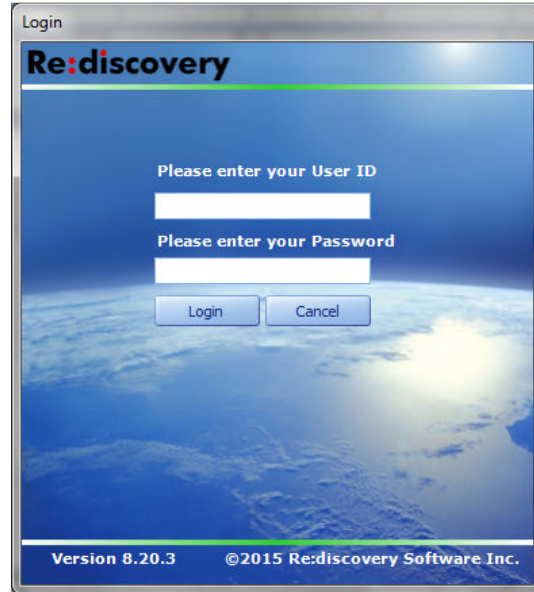 Login
Re:discovery
Please enter your User ID
Please enter your Password
Login Cancel
Version 8.20.3 ©2015 Re:discovery Software Inc.